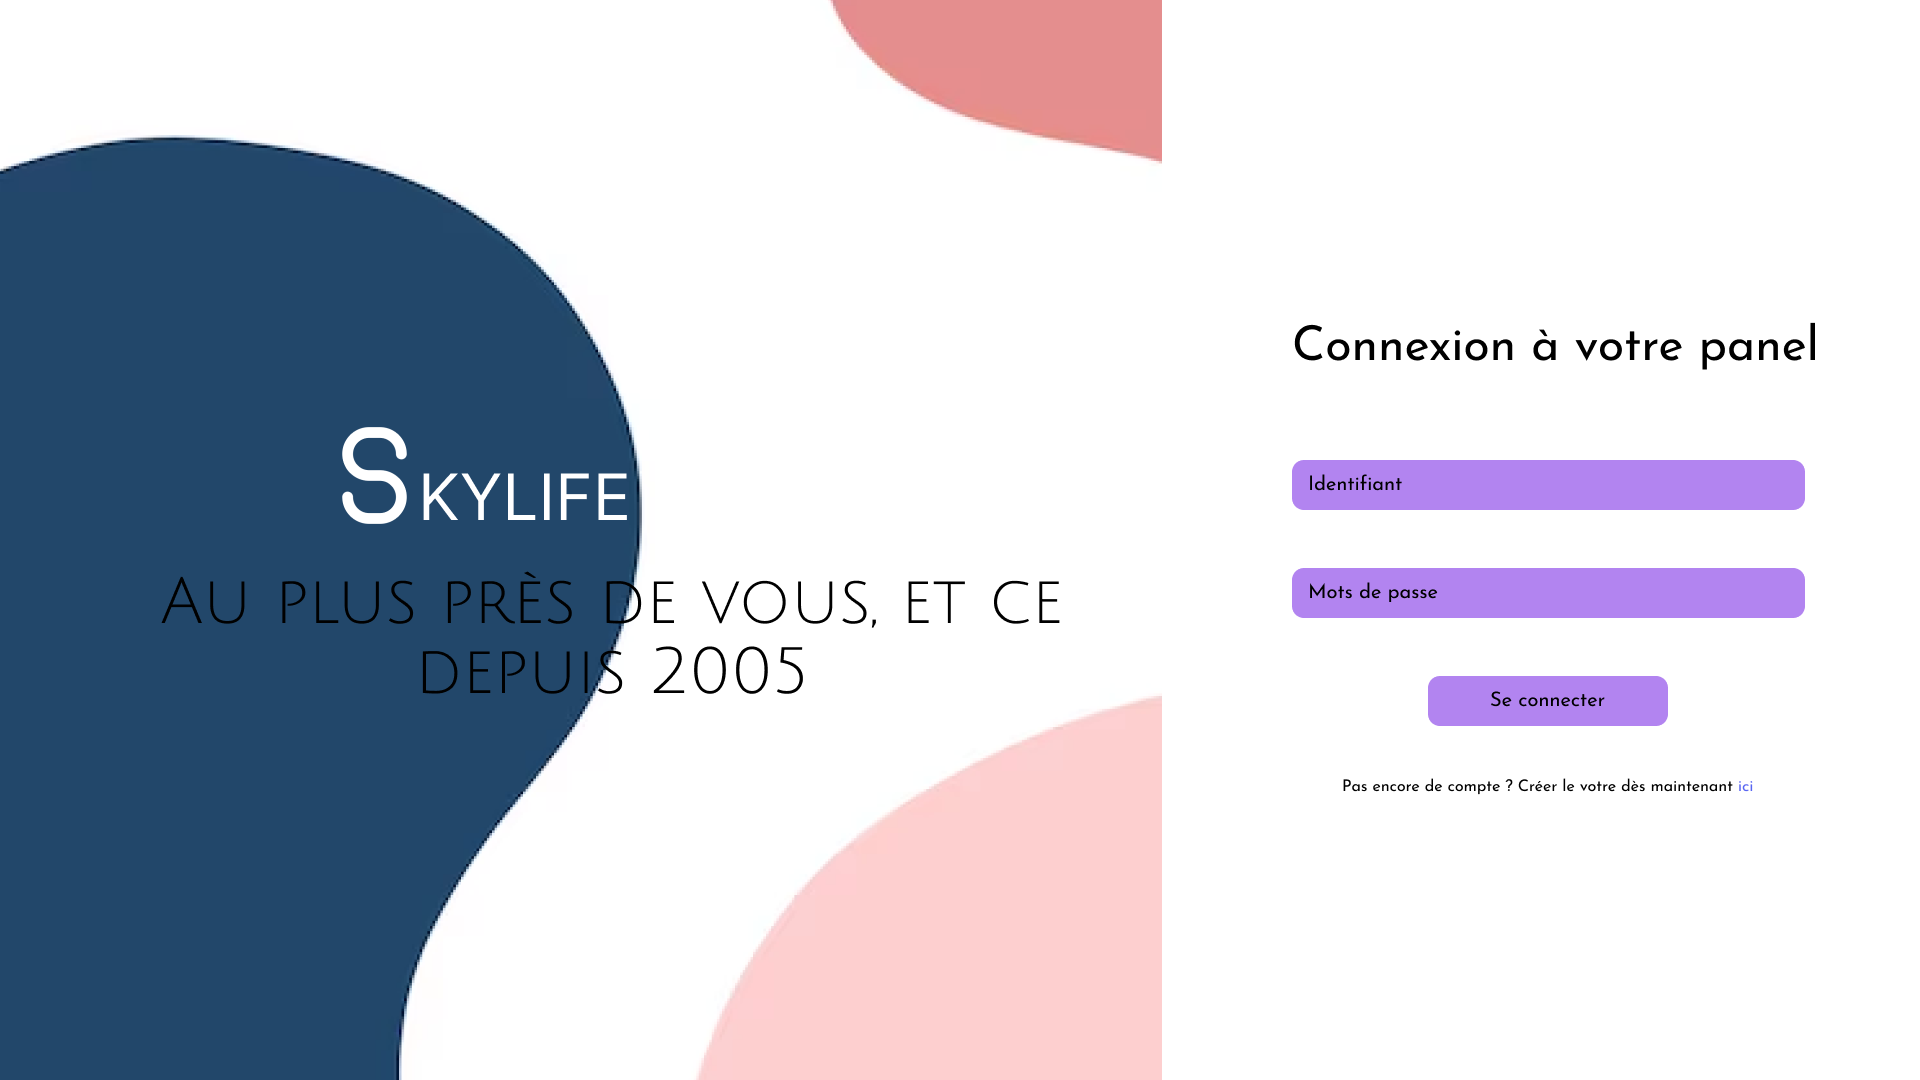 Skylife
Au plus près de vous, et ce
depuis 2005
Connexion à votre panel
Identifiant
Mots de passe
Se connecter
Pas encore de compte ? Créer le votre dès maintenant ici